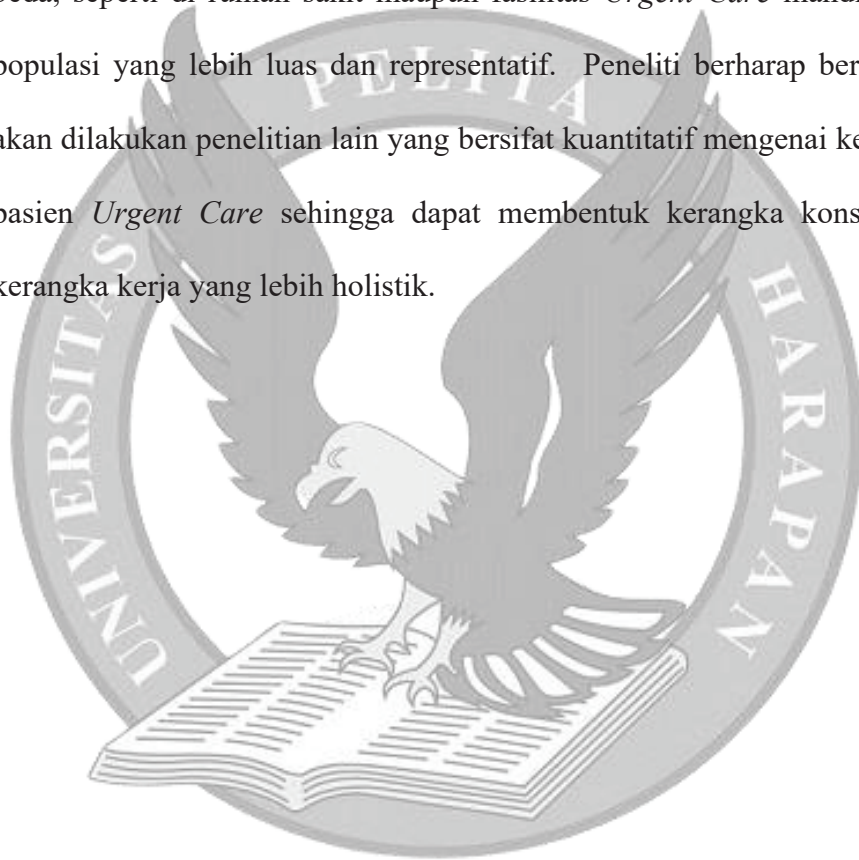 seperti di rumah sakit maupun fasilitas Urgent Care
populasi yang lebih luas dan representatif. Peneliti berharap
akan dilakukan penelitian lain yang bersifat kuantitatif mengenai
pasien Urgent Care sehingga dapat membentuk kerangka
kerangka kerja yang lebih holistik.
UNIVERSITAS PELITA HARAPAN